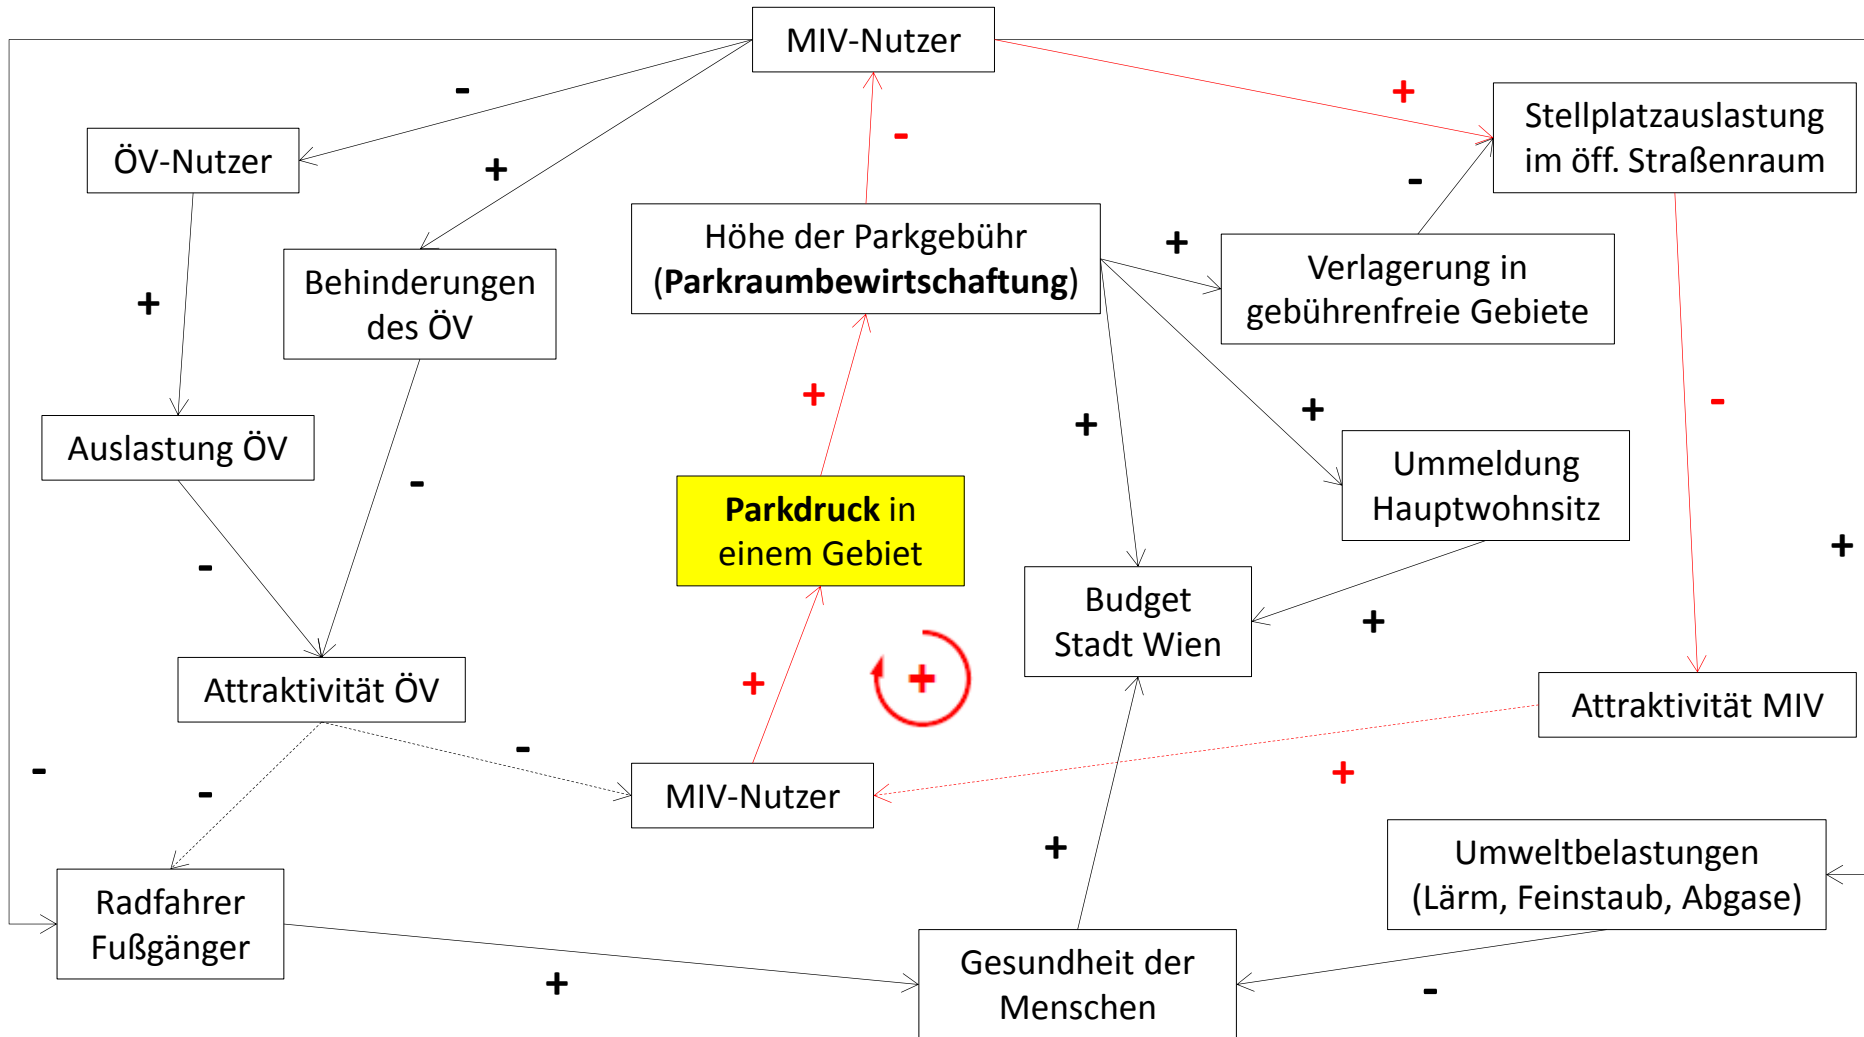 MIV-Nutzer
-
+
+
Stellplatzauslastung
im öff. Straßenraum
ÖV-Nutzer
-
+
-
Höhe der Parkgebühr
(Parkraumbewirtschaftung)
+
Verlagerung in
gebührenfreie Gebiete
Behinderungen
des ÖV
+
+
+
+
-
Auslastung ÖV
-
Ummeldung
Hauptwohnsitz
Parkdruck in
einem Gebiet
+
-
Budget
Stadt Wien
+
Attraktivität ÖV
+
+
Attraktivität MIV
-
-
-
MIV-Nutzer
+
+
Umweltbelastungen
(Lärm, Feinstaub, Abgase)
Radfahrer
Fußgänger
+
Gesundheit der
Menschen
-